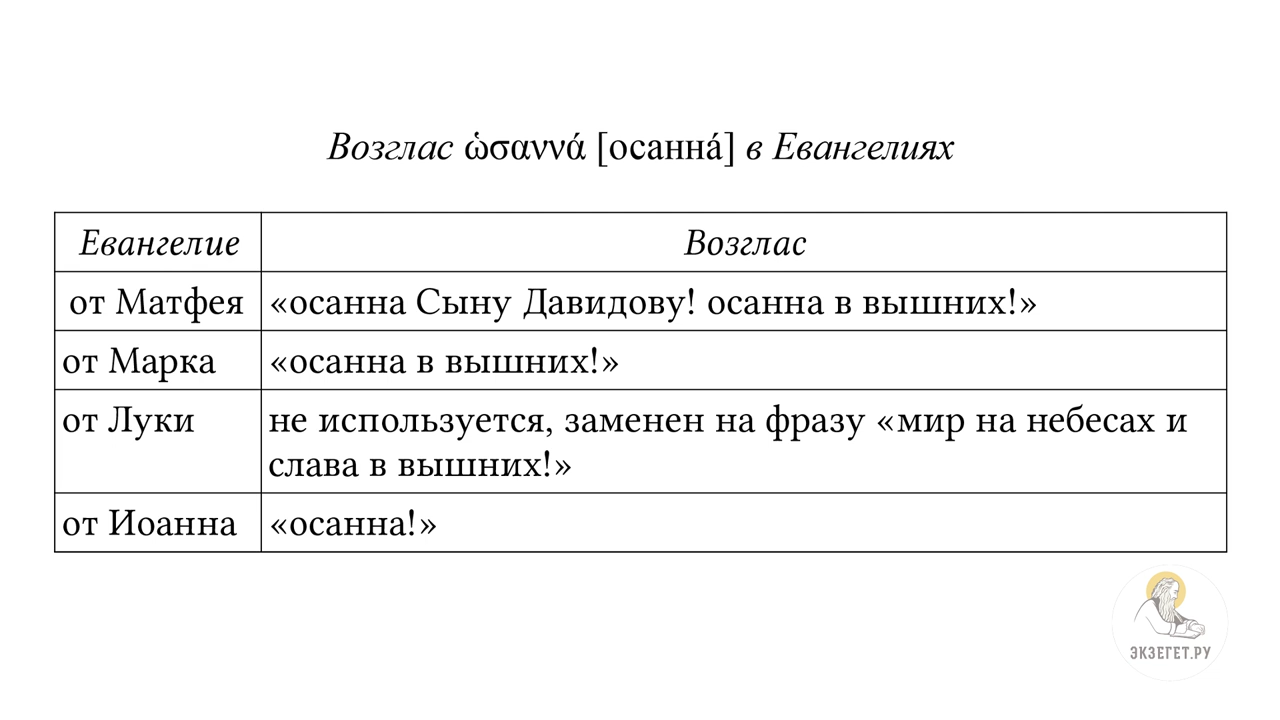 Возглас ὡσαννά [осанна́] в Евангелиях
Евангелие Возглас
от Матфея «осанна Сыну Давидову! осанна в вышних!»
от Марка «осанна в вышних!»
от Луки не используется, заменен на фразу «мир на небесах и
слава в вышних!»
от Иоанна «осанна!»
ЭКЗЕГЕТ.РУ